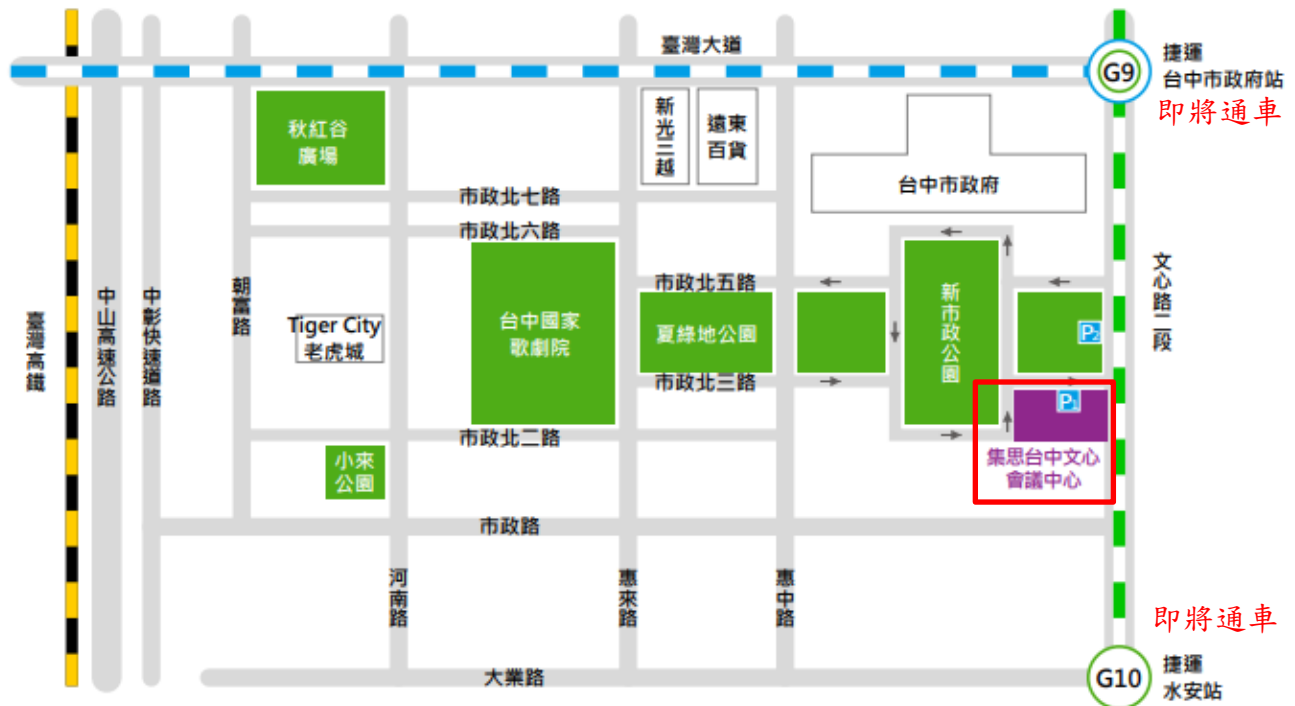 臺灣大道
G9
捷運
台中市政府站
即將通車
秋紅谷
廣場
新光三越
遠東
百貨
台中市政府
市政北七路
市政北六路
市政北五路
臺灣高鐵
中山高速公路
中彰快速道路
朝富路
Tiger City
老虎城
台中國家
歌劇院
夏綠地公園
新市政公園
P2
文心路二段
市政北三路
P1
市政北二路
小來
公園
集思台中文心
會議中心
市政路
河南路
惠來路
惠中路
即將通車
大業路
G10
捷運
水安站